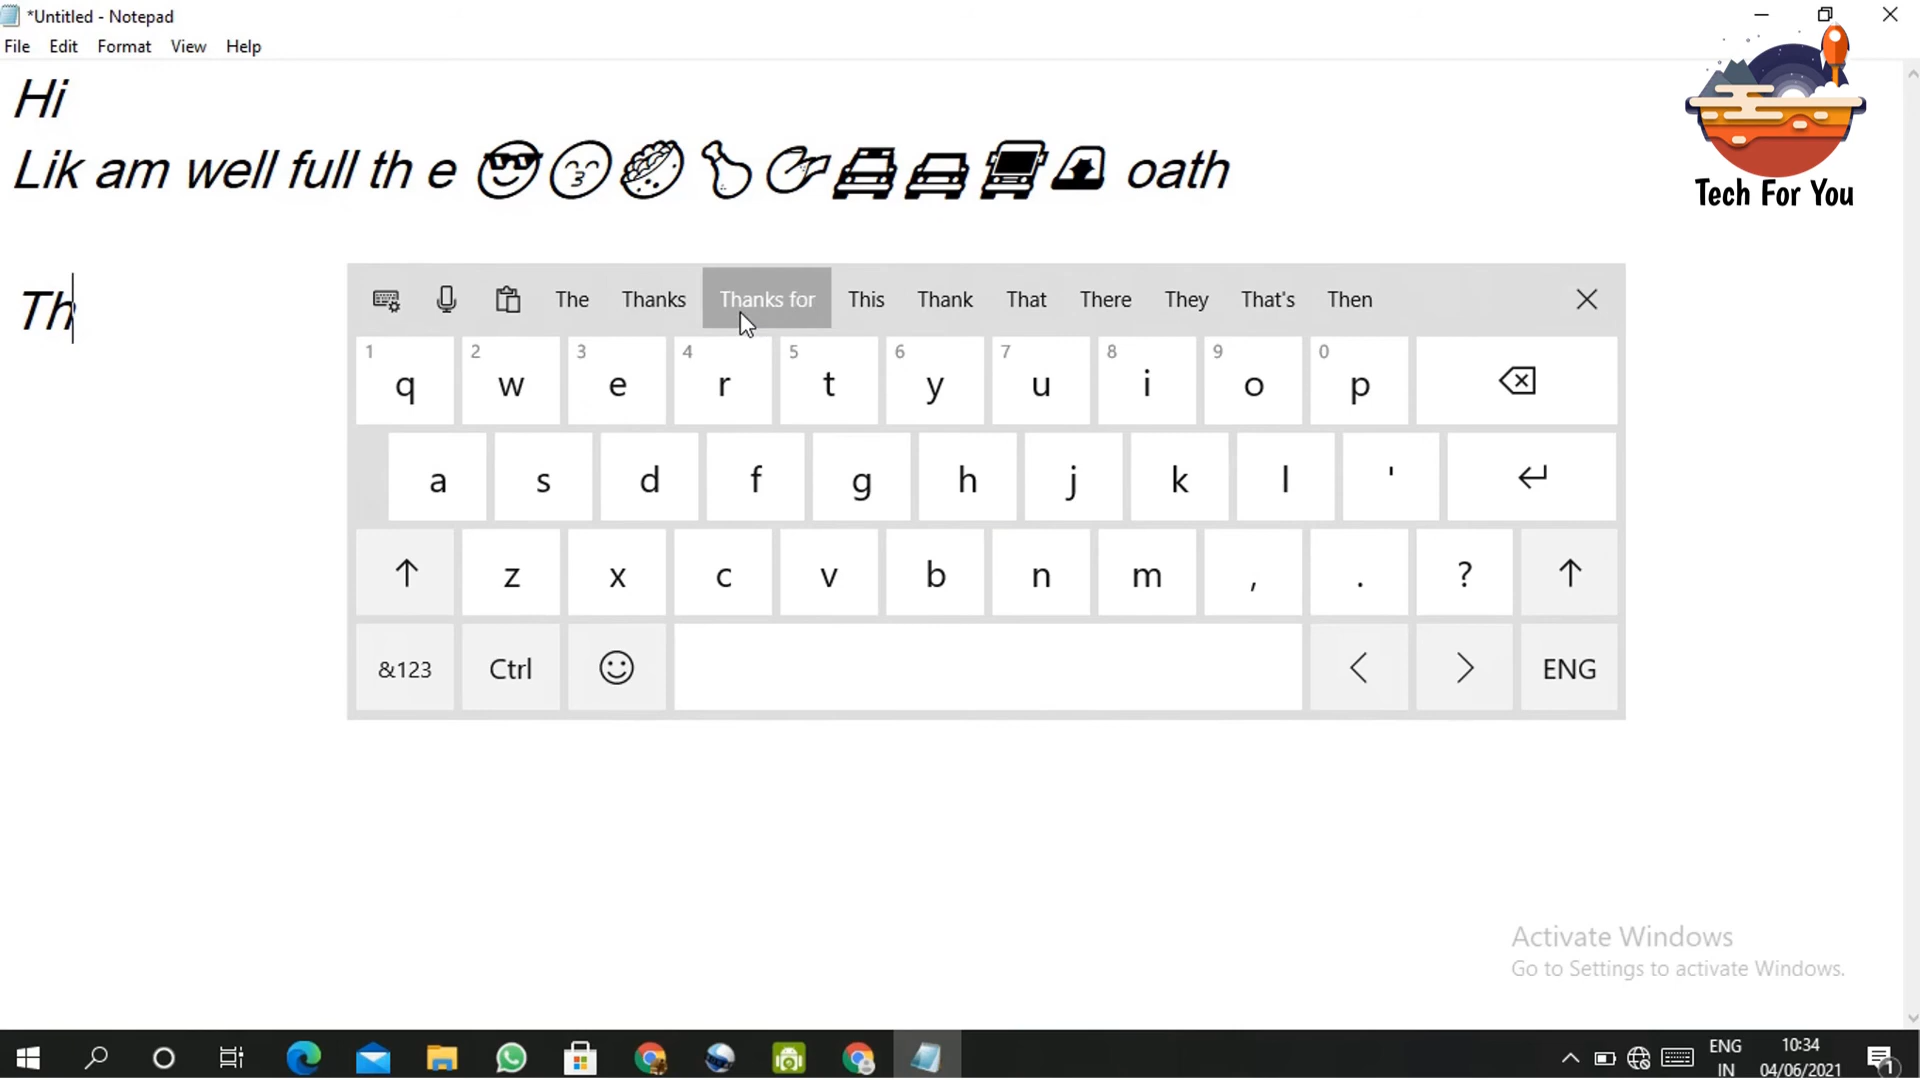 *Untitled - Notepad
File Edit Format View Help
Hi
Lik am well full th e 😎😙🌮🍗🍳🚖🚘🚛🚨 oath
Tech For You
Th
The Thanks Thanks for This Thank That There They That's Then
1 2 3 4 5 6 7 8 9 0
q w e r t y u i o p
a s d f g h j k l '
z x c v b n m , . ?
&123 Ctrl ENG
Activate Windows
Go to Settings to activate Windows.
ENG 10:34
IN 04/06/2021 1